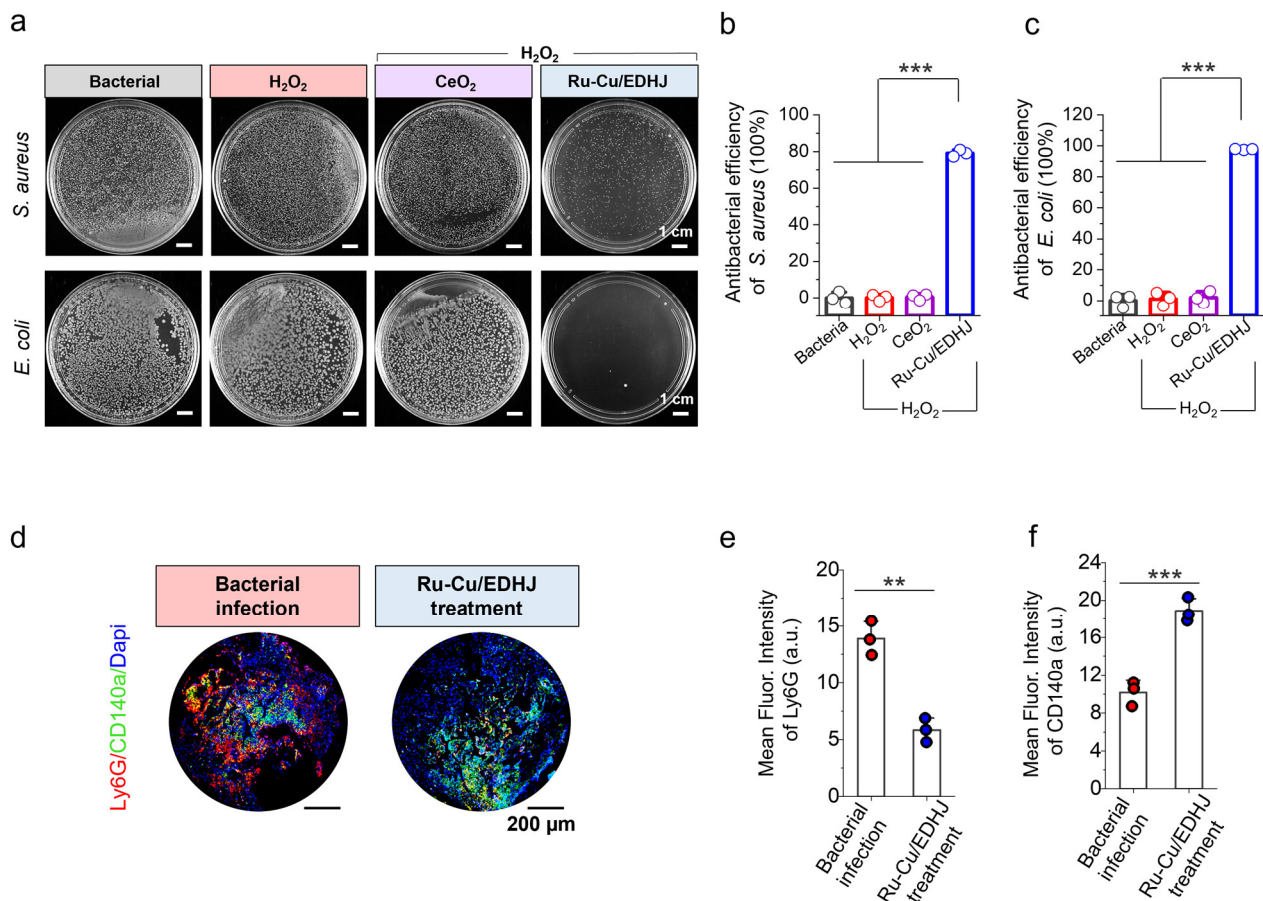 a
H₂O₂
Bacterial
H₂O₂
CeO₂
Ru-Cu/EDHJ
S. aureus
1 cm
E. coli
1 cm
b
***
Antibacterial efficiency
of S. aureus (100%)
100
80
60
40
20
0
Bacteria
H₂O₂
CeO₂
Ru-Cu/EDHJ
H₂O₂
c
***
Antibacterial efficiency
of E. coli (100%)
120
100
80
60
40
20
0
Bacteria
H₂O₂
CeO₂
Ru-Cu/EDHJ
H₂O₂
d
Bacterial
infection
Ru-Cu/EDHJ
treatment
Ly6G/CD140a/Dapi
200 µm
e
**
Mean Fluor. Intensity
of Ly6G (a.u.)
20
15
10
5
0
Bacterial
infection
Ru-Cu/EDHJ
treatment
f
***
Mean Fluor. Intensity
of CD140a (a.u.)
24
20
16
12
8
4
0
Bacterial
infection
Ru-Cu/EDHJ
treatment